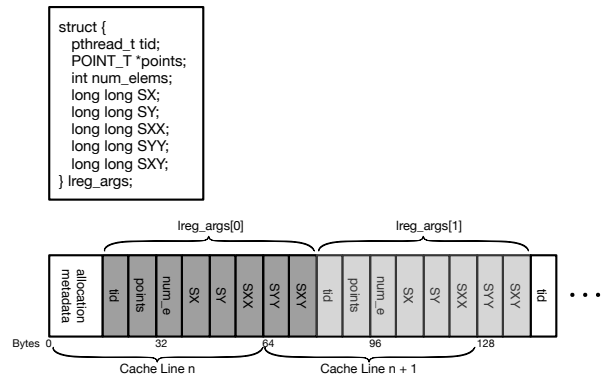 struct {
pthread_t tid;
POINT_T *points;
int num_elems;
long long SX;
long long SY;
long long SXX;
long long SYY;
long long SXY;
} lreg_args;
lreg_args[0]
lreg_args[1]
allocation
metadata
tid
points
num_e
SX
SY
SXX
SYY
SXY
tid
points
num_e
SX
SY
SXX
SYY
SXY
tid
...
Bytes 0
32
64
96
128
Cache Line n
Cache Line n + 1